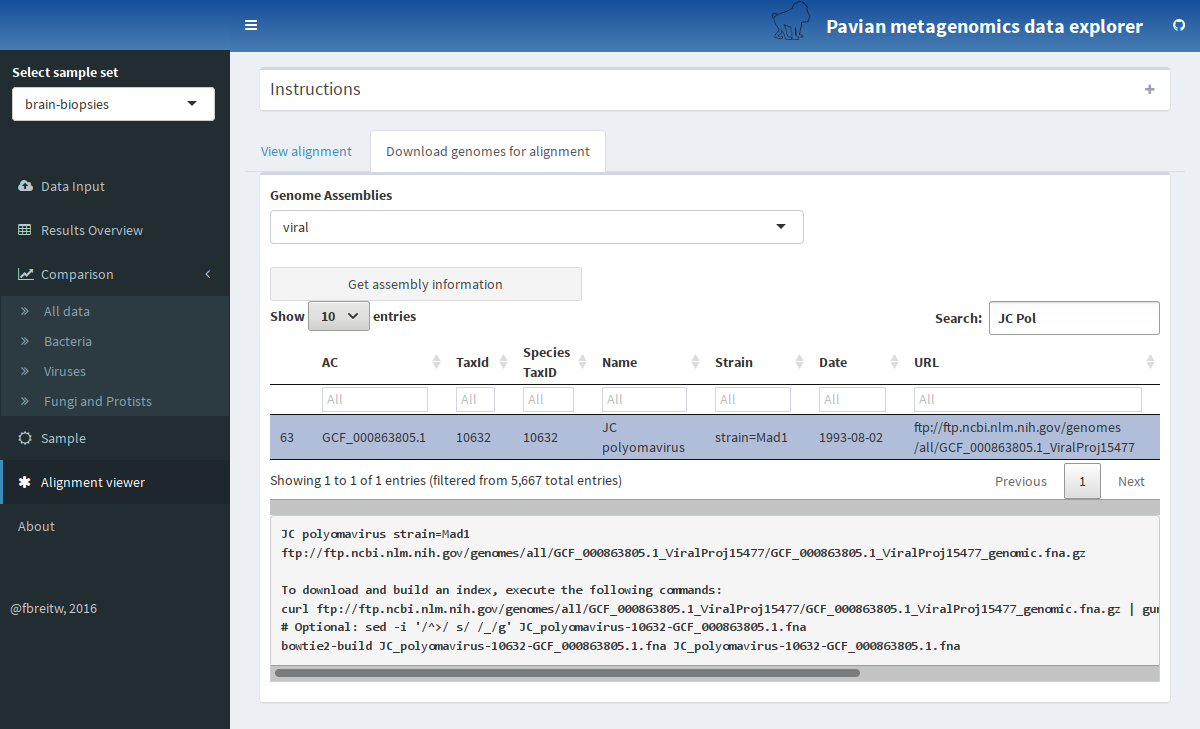 Pavian metagenomics data explorer
Select sample set
brain-biopsies
Data Input
Results Overview
Comparison
All data
Bacteria
Viruses
Fungi and Protists
Sample
Alignment viewer
About
@fbreitw, 2016
Instructions
View alignment
Download genomes for alignment
Genome Assemblies
viral
Get assembly information
Show 10 entries
Search: JC Pol
AC TaxId Species TaxID Name Strain Date URL
All All All All All All All
63 GCF_000863805.1 10632 10632 JC polyomavirus strain=Mad1 1993-08-02 ftp://ftp.ncbi.nlm.nih.gov/genomes
/all/GCF_000863805.1_ViralProj15477
Showing 1 to 1 of 1 entries (filtered from 5,667 total entries)
Previous 1 Next
JC polyomavirus strain=Mad1
ftp://ftp.ncbi.nlm.nih.gov/genomes/all/GCF_000863805.1_ViralProj15477/GCF_000863805.1_ViralProj15477_genomic.fna.gz
To download and build an index, execute the following commands:
curl ftp://ftp.ncbi.nlm.nih.gov/genomes/all/GCF_000863805.1_ViralProj15477/GCF_000863805.1_ViralProj15477_genomic.fna.gz |
# Optional: sed -i '/^>/ s/ /_/g' JC_polyomavirus-10632-GCF_000863805.1.fna
bowtie2-build JC_polyomavirus-10632-GCF_000863805.1.fna JC_polyomavirus-10632-GCF_000863805.1.fna